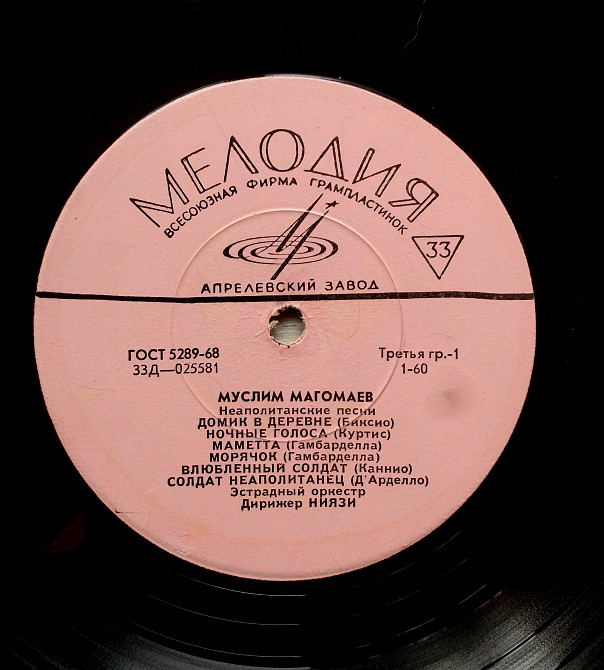 МЕЛОДИЯ
ВСЕСОЮЗНАЯ ФИРМА ГРАМПЛАСТИНОК
33
АПРЕЛЕВСКИЙ ЗАВОД
ГОСТ 5289-68
Третья гр.-1
33Д—025581
1-60
МУСЛИМ МАГОМАЕВ
Неаполитанские песни
ДОМИК В ДЕРЕВНЕ (Биксио)
НОЧНЫЕ ГОЛОСА (Куртис)
МАМЕТТА (Гамбарделла)
МОРЯЧОК (Гамбарделла)
ВЛЮБЛЕННЫЙ СОЛДАТ (Каннио)
СОЛДАТ НЕАПОЛИТАНЕЦ (Д'Арделло)
Эстрадный оркестр
Дирижер НИЯЗИ